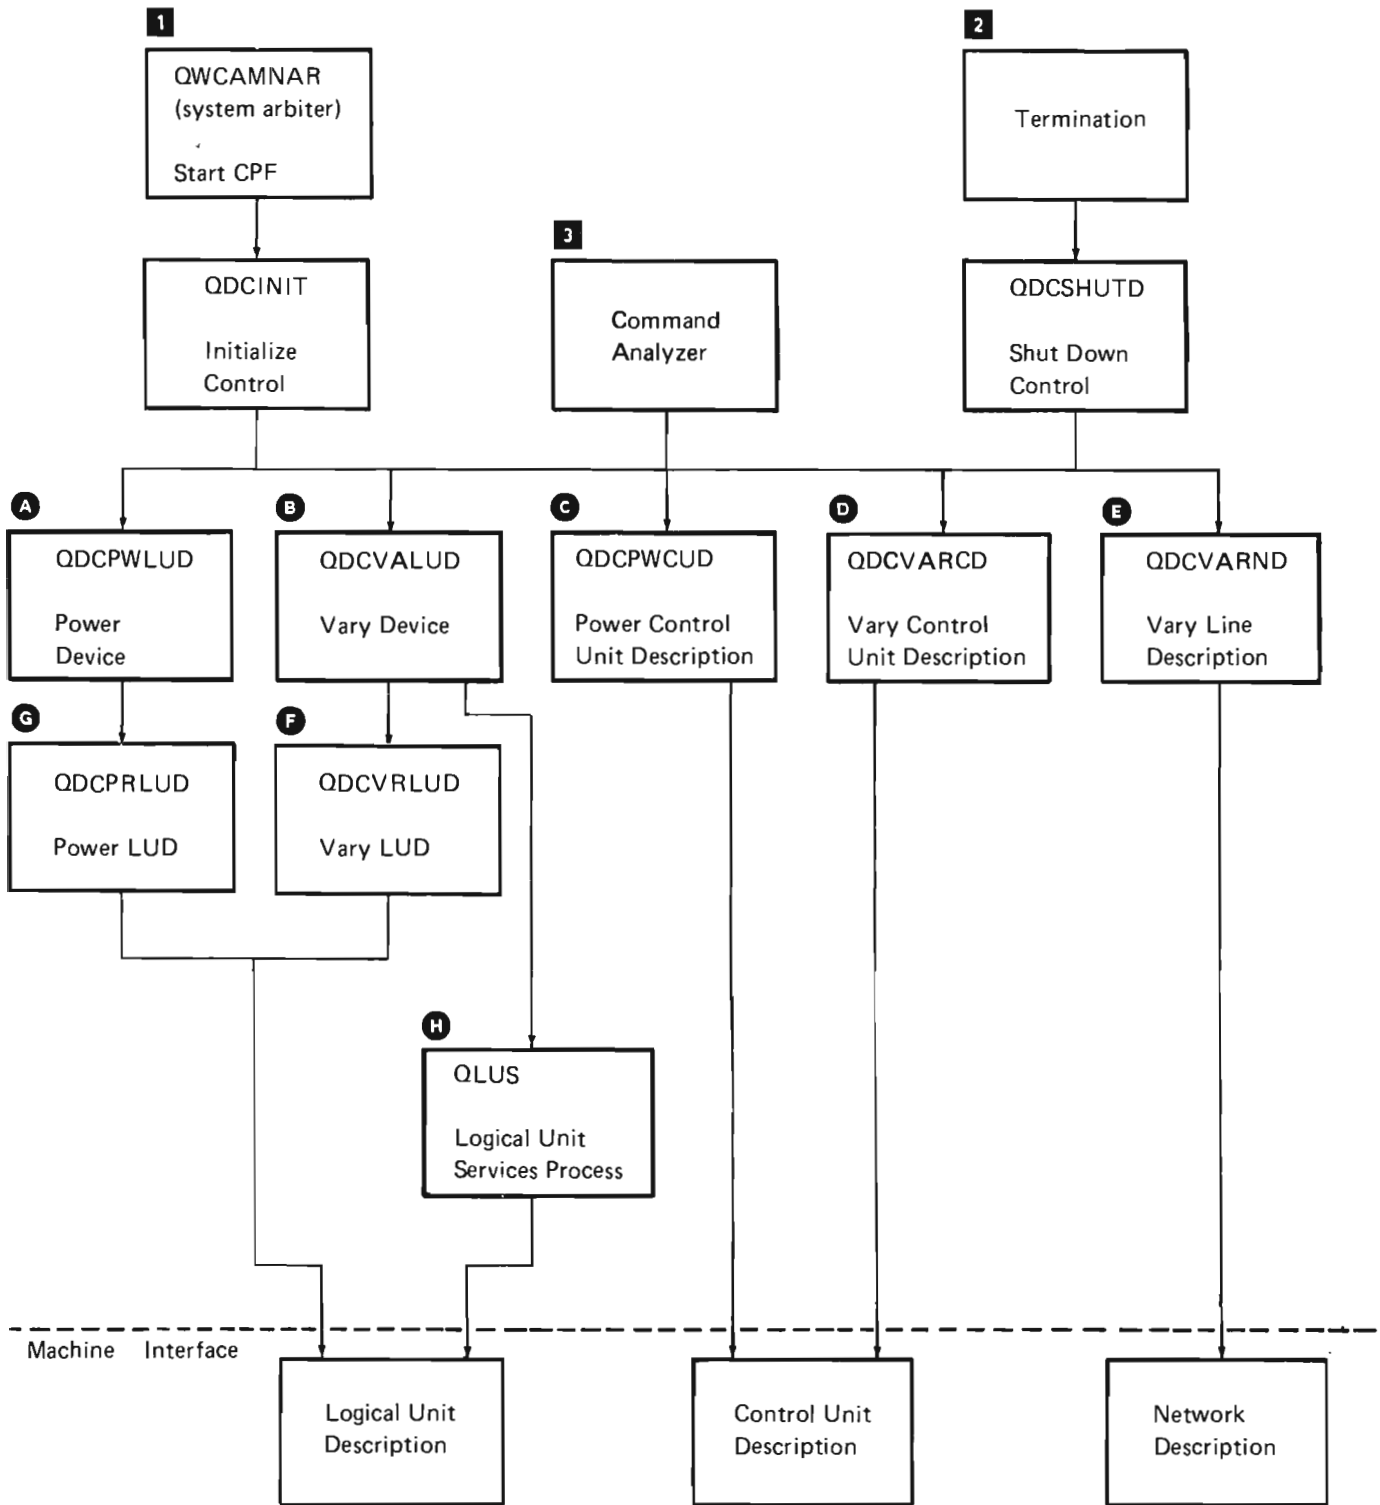 1
QWCAMNAR
(system arbiter)
Start CPF
2
Termination
QDCINIT
Initialize
Control
3
Command
Analyzer
QDCSHUTD
Shut Down
Control
A
QDCPWLUD
Power
Device
B
QDCVALUD
Vary Device
C
QDCPWCUD
Power Control
Unit Description
D
QDCVARCD
Vary Control
Unit Description
E
QDCVARND
Vary Line
Description
G
QDCPRLUD
Power LUD
F
QDCVRLUD
Vary LUD
H
QLUS
Logical Unit
Services Process
Machine Interface
Logical Unit
Description
Control Unit
Description
Network
Description